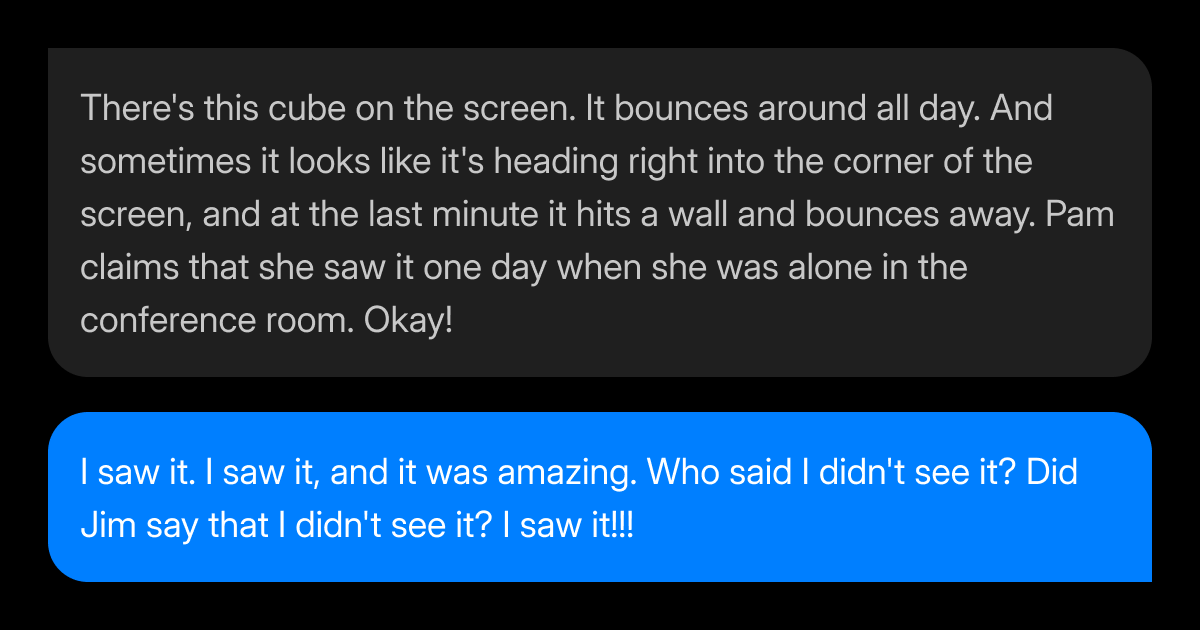 There's this cube on the screen. It bounces around all day. And
sometimes it looks like it's heading right into the corner of the
screen, and at the last minute it hits a wall and bounces away. Pam
claims that she saw it one day when she was alone in the
conference room. Okay!
I saw it. I saw it, and it was amazing. Who said I didn't see it? Did
Jim say that I didn't see it? I saw it!!!